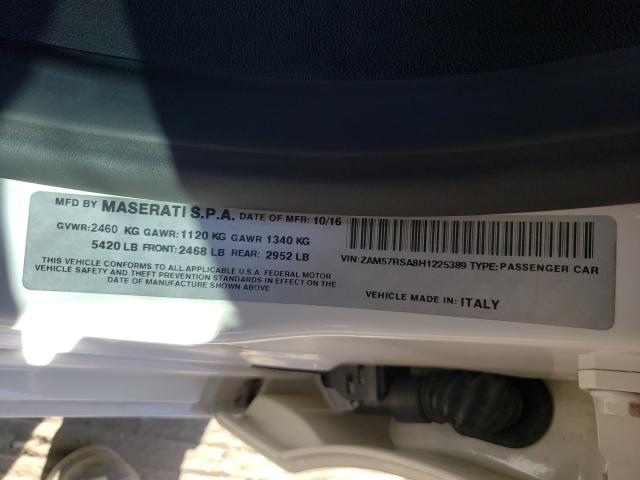 MFD BY MASERATI S.P.A. DATE OF MFR: 10/16
GVWR:2460 KG GAWR:1120 KG GAWR 1340 KG
5420 LB FRONT:2468 LB REAR: 2952 LB
THIS VEHICLE CONFORMS TO ALL APPLICABLE U.S.A. FEDERAL MOTOR
VEHICLE SAFETY AND THEFT PREVENTION STANDARDS IN EFFECT ON THE
DATE OF MANUFACTURE SHOWN ABOVE
VIN:ZAM57RSA8H1225389 TYPE:PASSENGER CAR
VEHICLE MADE IN: ITALY